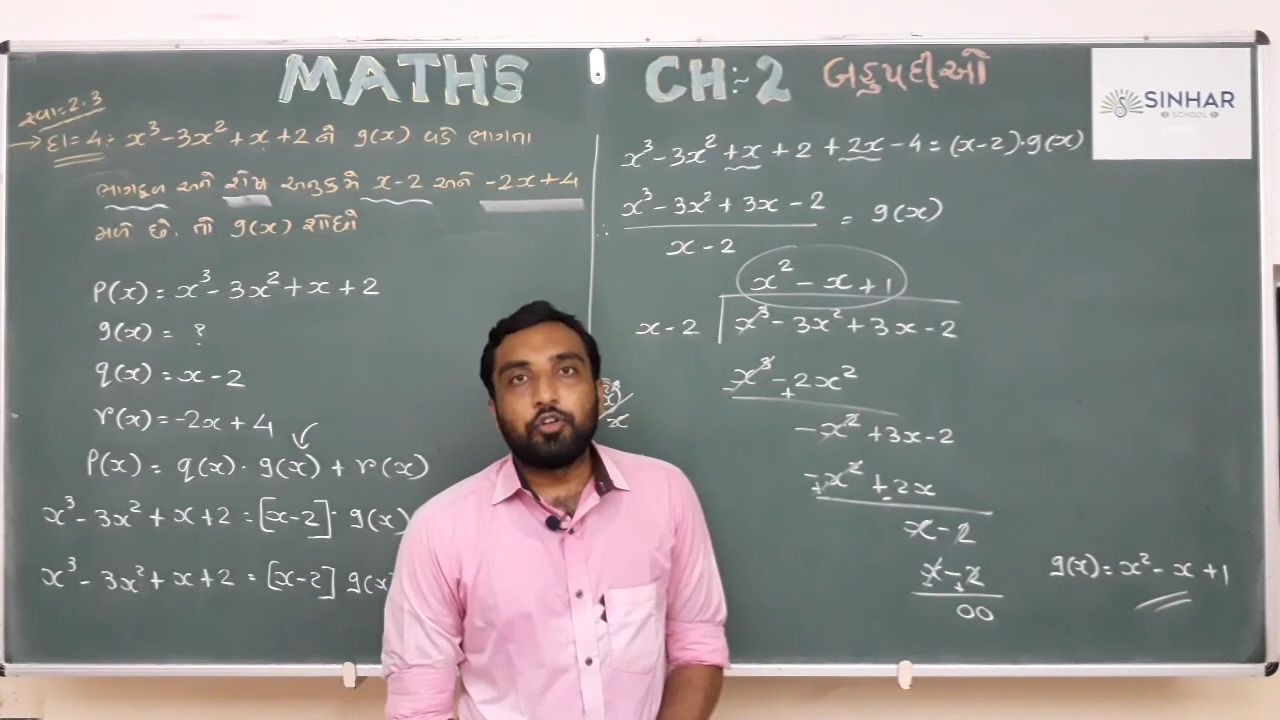 MATHS CH:-2 બહુપદીઓ
SINHAR
SCHOOL
સ્વા:2.3
→ દા=4 ÷ x³-3x²+x+2 ને g(x) વડે ભાગતા
ભાગફળ અને શેષ અનુક્રમે x-2 અને -2x+4
મળે છે. તો g(x) શોધો
P(x) = x³-3x²+x+2
g(x) = ?
q(x) = x-2
r(x) = -2x+4
P(x) = q(x)·g(x)+r(x)
x³-3x²+x+2 = [x-2]·g(x)
x³-3x²+x+2 = [x-2] g(x
x³-3x²+x+2+2x-4=(x-2)·g(x)
∴ x³-3x²+3x-2 = g(x)
x-2
x²-x+1
x-2 x³-3x²+3x-2
x³-2x²
- +
-x²+3x-2
-x²+2x
+ -
x-2
x-2
- +
00
g(x) = x²-x+1